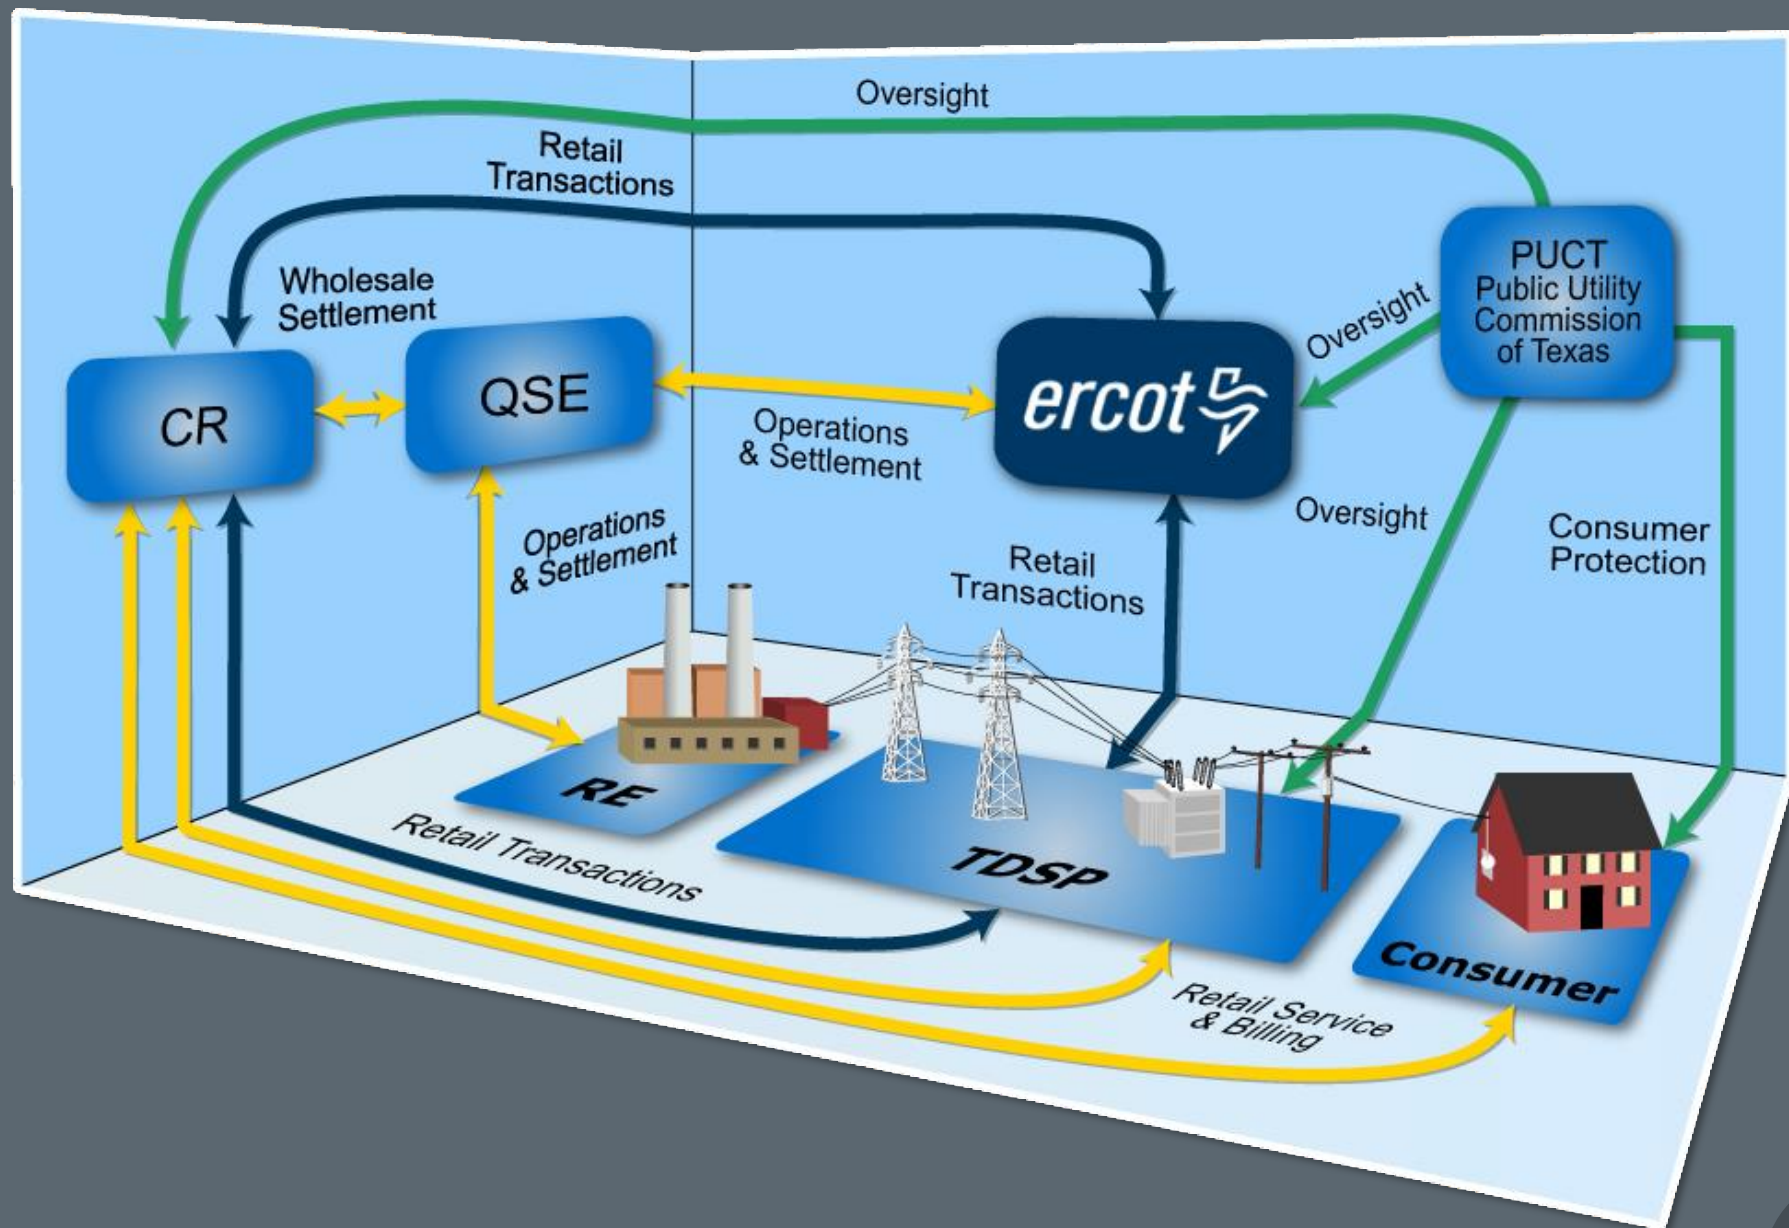 Oversight
Retail
Transactions
Wholesale
Settlement
PUCT
Public Utility
Commission
of Texas
Oversight
CR
QSE
ercot
Operations
& Settlement
Oversight
Consumer
Protection
Operations
& Settlement
Retail
Transactions
RE
Retail Transactions
TDSP
Consumer
Retail Service
& Billing